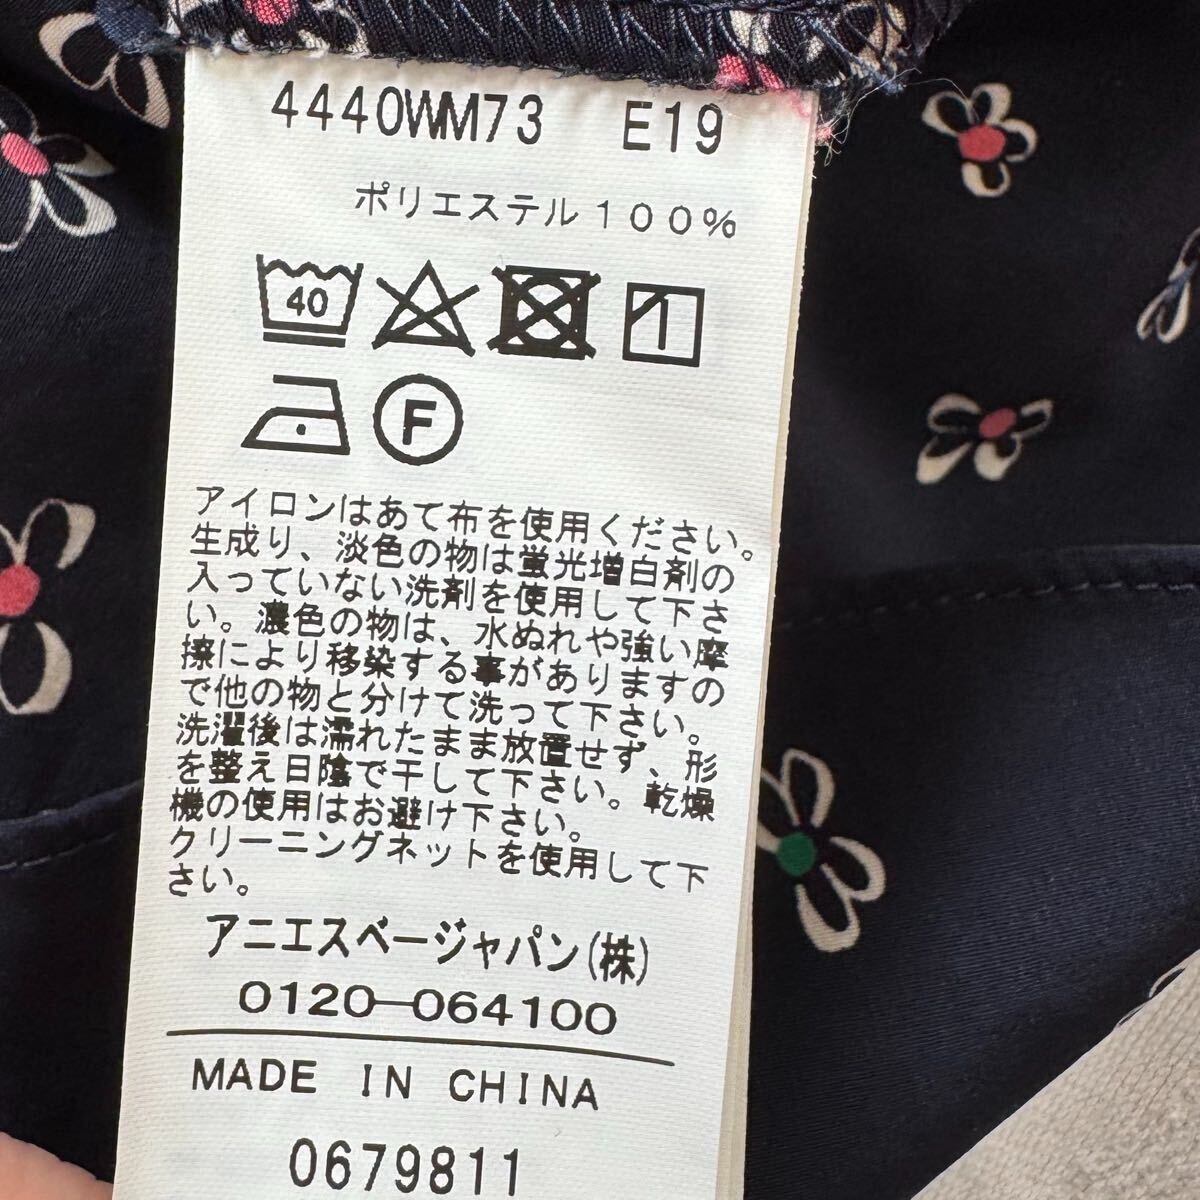 4440WM73 E19
ポリエステル100%
40
F
アイロンはあて布を使用ください。
生成り、淡色の物は蛍光増白剤の
入っていない洗剤を使用して下さ
い。濃色の物は、水ぬれや強い摩
擦により移染する事がありますの
で他の物と分けて洗って下さい。
洗濯後は濡れたまま放置せず、形
を整え日陰で干して下さい。乾燥
機の使用はお避け下さい。
クリーニングネットを使用して下
さい。
アニエスベージャパン(株)
0120-064100
MADE IN CHINA
0679811